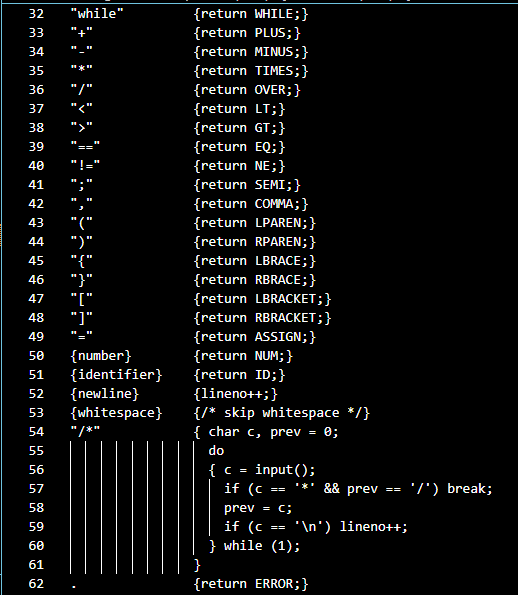 32 "while" {return WHILE;}
33 "+" {return PLUS;}
34 "-" {return MINUS;}
35 "*" {return TIMES;}
36 "/" {return OVER;}
37 "<" {return LT;}
38 ">" {return GT;}
39 "==" {return EQ;}
40 "!=" {return NE;}
41 ";" {return SEMI;}
42 "," {return COMMA;}
43 "(" {return LPAREN;}
44 ")" {return RPAREN;}
45 "{" {return LBRACE;}
46 "}" {return RBRACE;}
47 "[" {return LBRACKET;}
48 "]" {return RBRACKET;}
49 "=" {return ASSIGN;}
50 {number} {return NUM;}
51 {identifier} {return ID;}
52 {newline} {lineno++;}
53 {whitespace} {/* skip whitespace */}
54 "/*" { char c, prev = 0;
55 do
56 { c = input();
57 if (c == '*' && prev == '/') break;
58 prev = c;
59 if (c == '\n') lineno++;
60 } while (1);
61 }
62 . {return ERROR;}